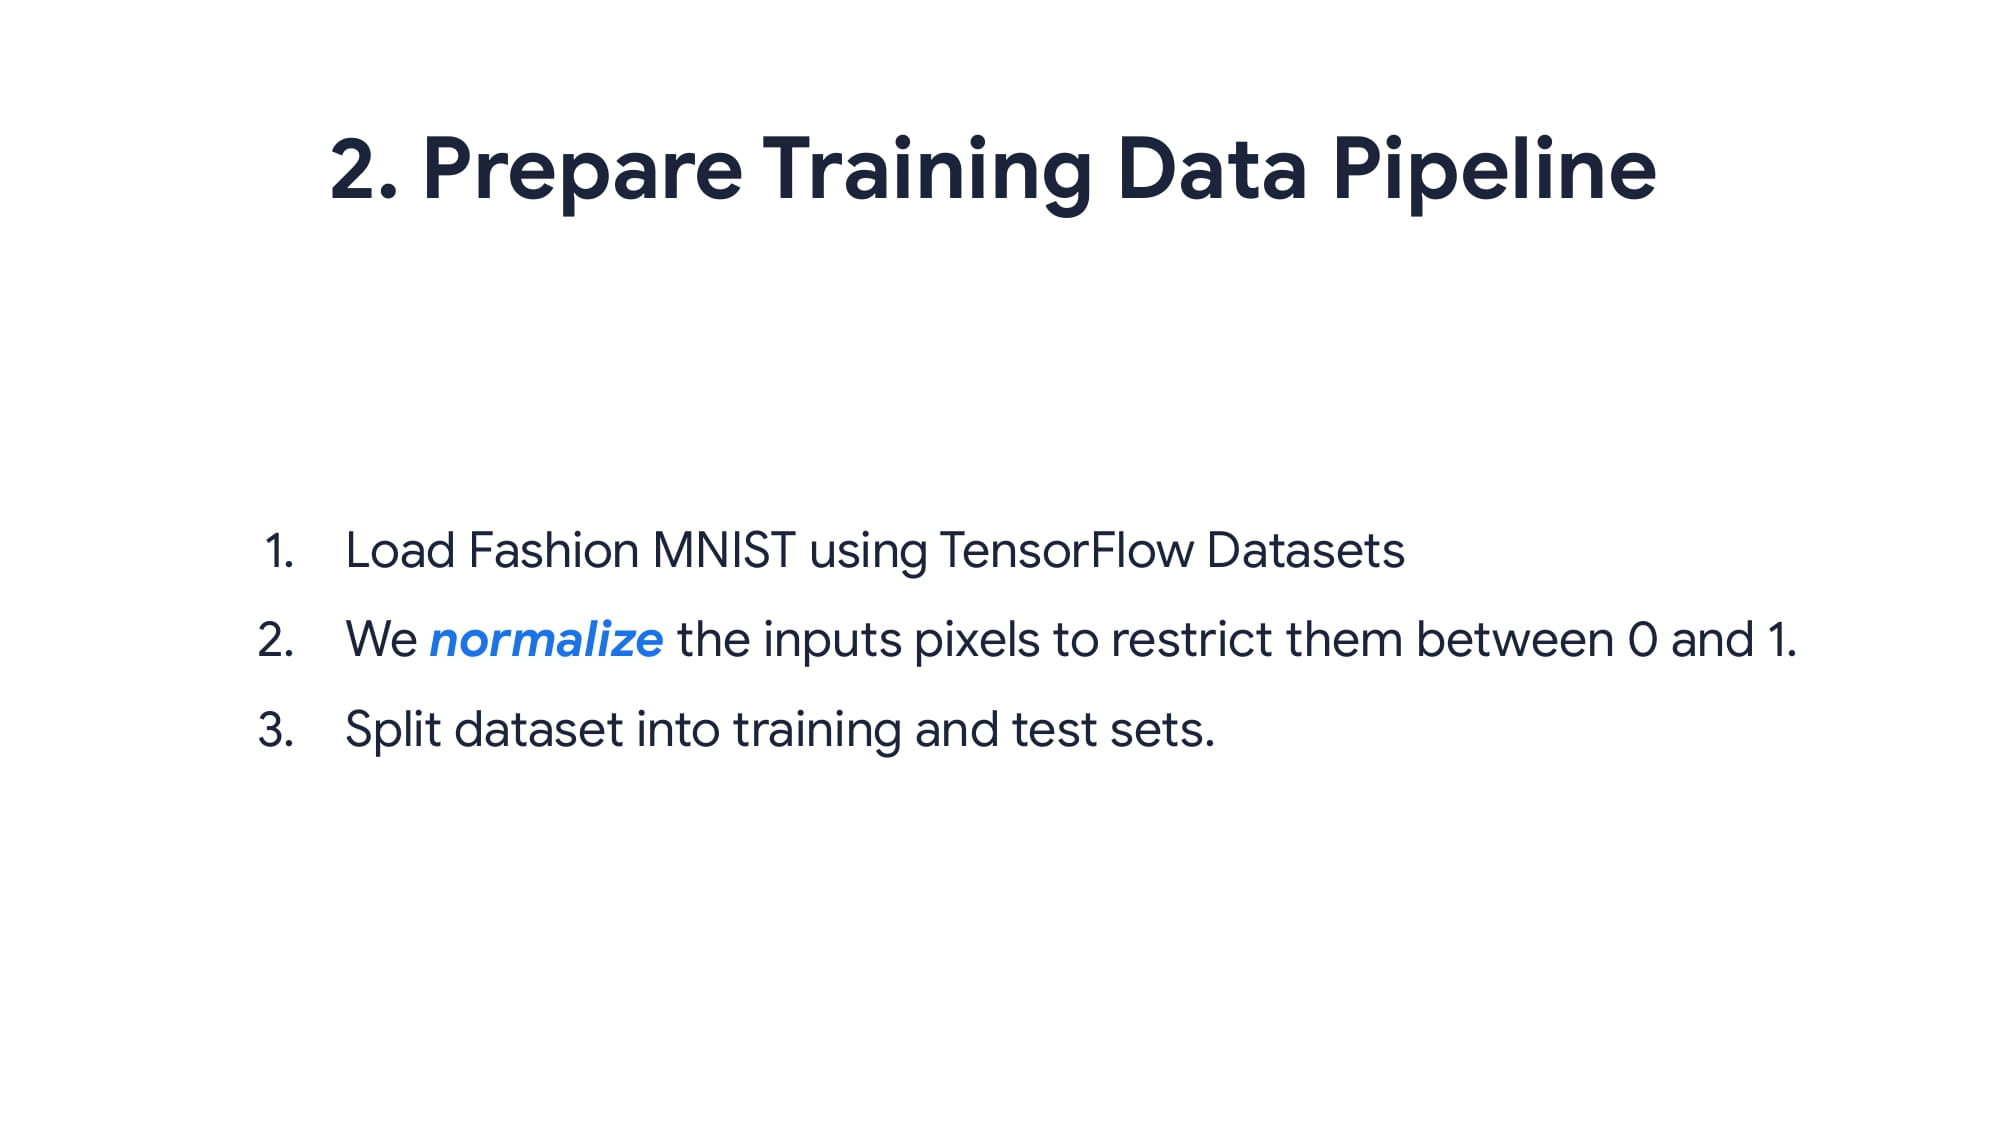 2. Prepare Training Data Pipeline
1. Load Fashion MNIST using TensorFlow Datasets
2. We normalize the inputs pixels to restrict them between 0 and 1.
3. Split dataset into training and test sets.